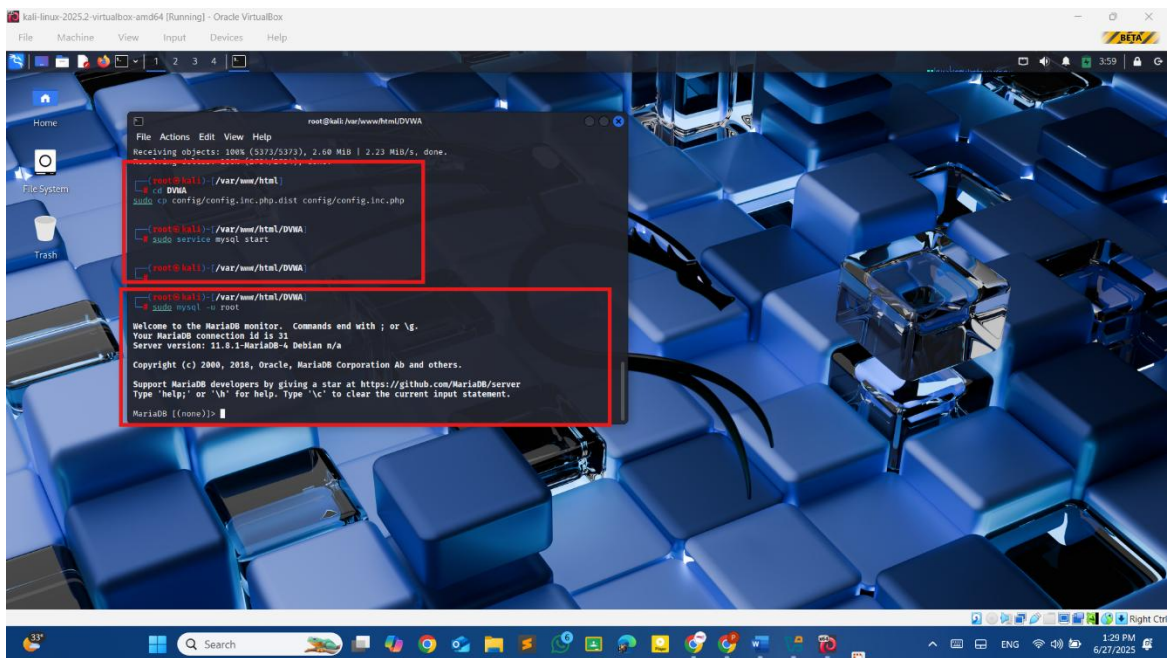 kali-linux-2025.2-virtualbox-amd64 [Running] - Oracle VirtualBox
File Machine View Input Devices Help
BETA
1 2 3 4
3:59
Home
File System
Trash
root@kali: /var/www/html/DVWA
File Actions Edit View Help
Receiving objects: 100% (5373/5373), 2.60 MiB | 2.23 MiB/s, done.
┌──(root㉿kali)-[/var/www/html]
└─# cd DVWA
sudo cp config/config.inc.php.dist config/config.inc.php
┌──(root㉿kali)-[/var/www/html/DVWA]
└─# sudo service mysql start
┌──(root㉿kali)-[/var/www/html/DVWA]
└─#
┌──(root㉿kali)-[/var/www/html/DVWA]
└─# sudo mysql -u root
Welcome to the MariaDB monitor. Commands end with ; or \g.
Your MariaDB connection id is 31
Server version: 11.8.1-MariaDB-4 Debian n/a
Copyright (c) 2000, 2018, Oracle, MariaDB Corporation Ab and others.
Support MariaDB developers by giving a star at https://github.com/MariaDB/server
Type 'help;' or '\h' for help. Type '\c' to clear the current input statement.
MariaDB [(none)]>
Right Ctrl
33°
Search
ENG
1:29 PM
6/27/2025